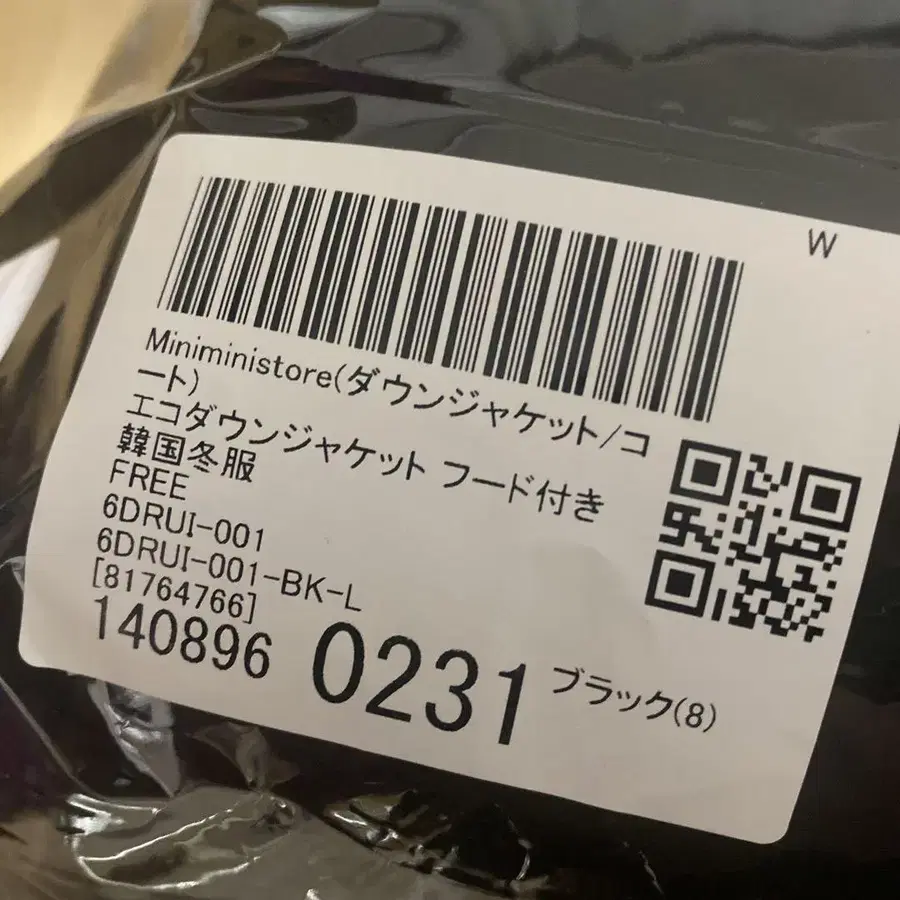 W
Miniministore(ダウンジャケット/コ
ート)
エコダウンジャケット フード付き
韓国冬服
FREE
6DRUI-001
6DRUI-001-BK-L
[81764766]
1408960231 ブラック(8)